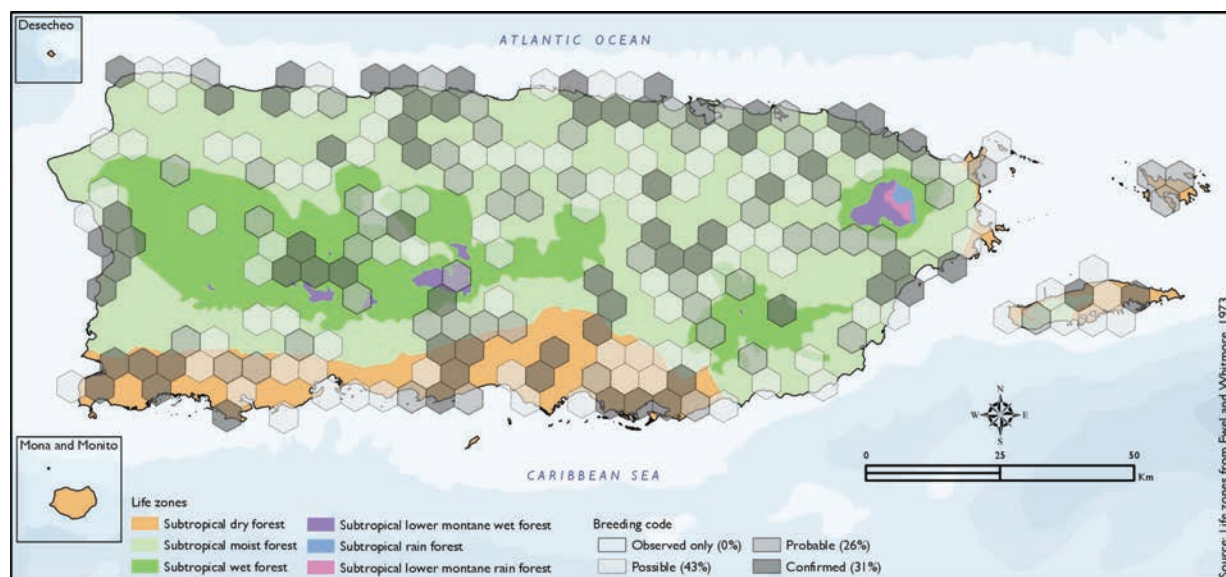 Desecheo
ATLANTIC OCEAN
Source: Life zones from Ewel and Whitmore, 1973
N
W E
S
0 25 50
Km
Mona and Monito
CARIBBEAN SEA
Life zones
Subtropical dry forest
Subtropical moist forest
Subtropical wet forest
Subtropical lower montane wet forest
Subtropical rain forest
Subtropical lower montane rain forest
Breeding code
Observed only (0%)
Possible (43%)
Probable (26%)
Confirmed (31%)